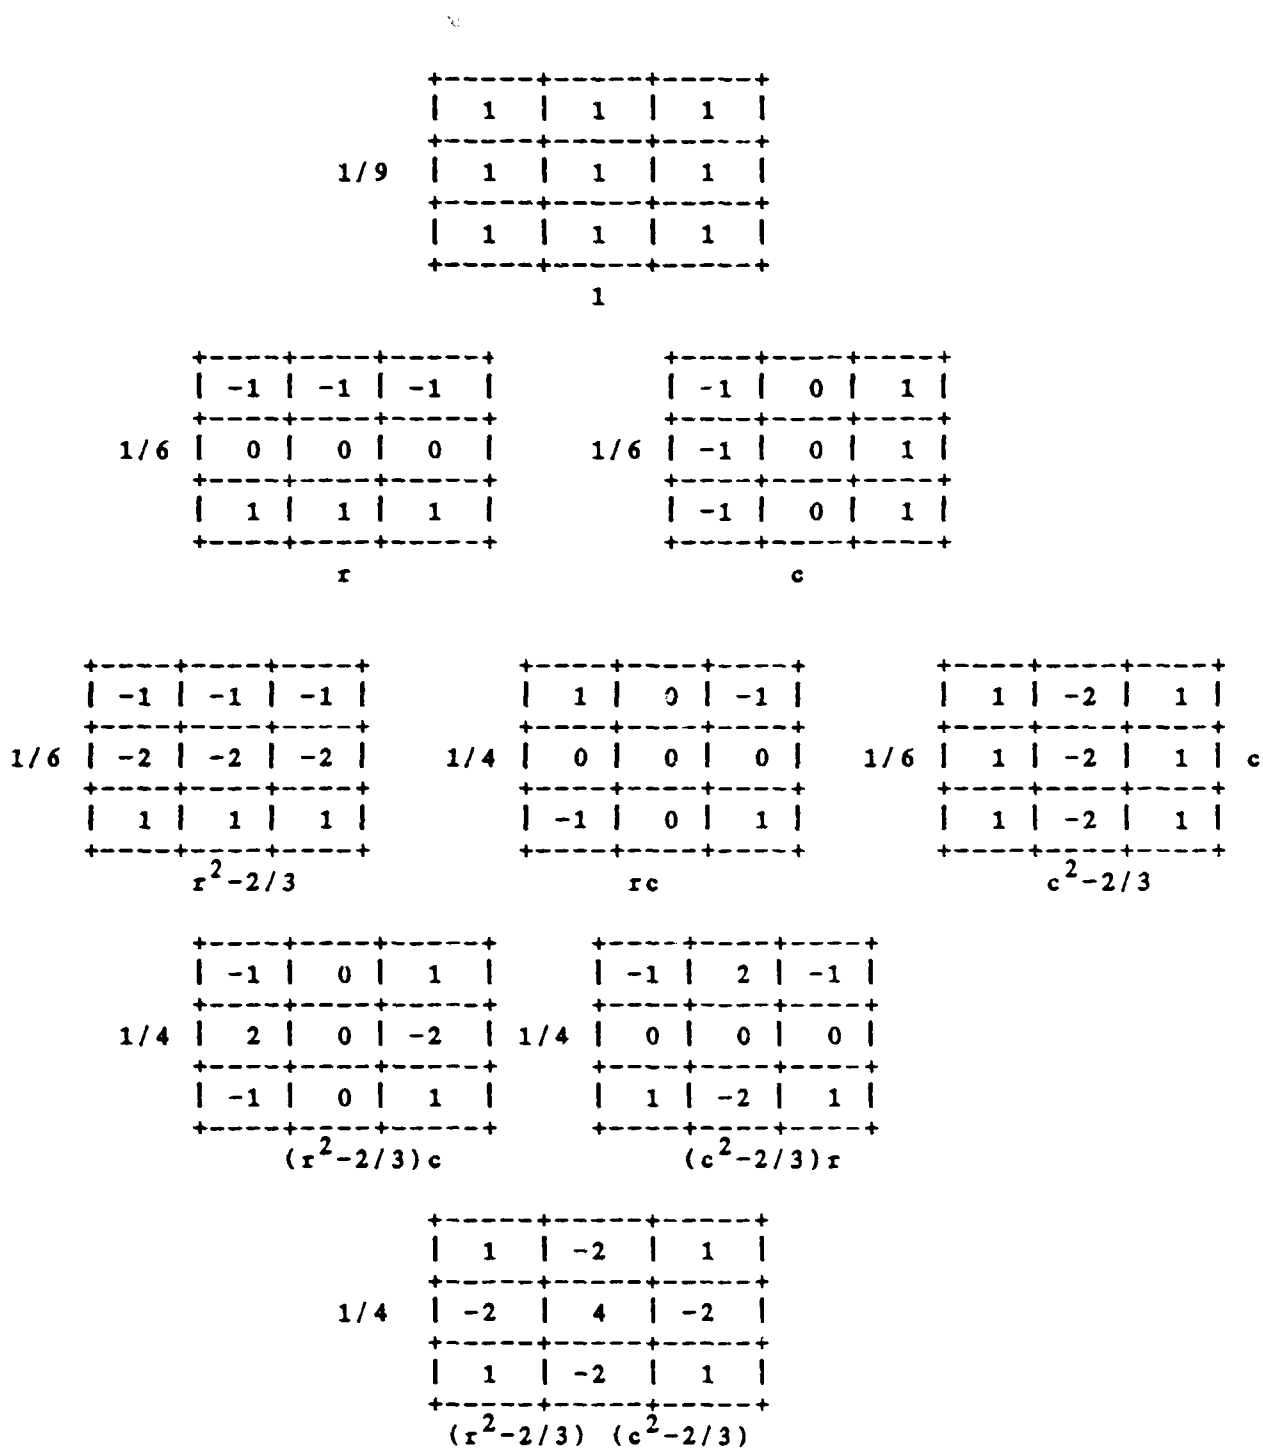 +-----+-----+-----+
| 1 | 1 | 1 |
+-----+-----+-----+
1/9 | 1 | 1 | 1 |
+-----+-----+-----+
| 1 | 1 | 1 |
+-----+-----+-----+
1
+----+----+-----+ +----+----+----+
| -1 | -1 | -1 | | -1 | 0 | 1 |
+----+----+-----+ +----+----+----+
1/6 | 0 | 0 | 0 | 1/6 | -1 | 0 | 1 |
+----+----+-----+ +----+----+----+
| 1 | 1 | 1 | | -1 | 0 | 1 |
+----+----+-----+ +----+----+----+
r c
+----+----+----+ +----+----+----+ +----+----+----+
| -1 | -1 | -1 | | 1 | 0 | -1 | | 1 | -2 | 1 |
+----+----+----+ +----+----+----+ +----+----+----+
1/6 | -2 | -2 | -2 | 1/4 | 0 | 0 | 0 | 1/6 | 1 | -2 | 1 | c
+----+----+----+ +----+----+----+ +----+----+----+
| 1 | 1 | 1 | | -1 | 0 | 1 | | 1 | -2 | 1 |
+----+----+----+ +----+----+----+ +----+----+----+
r²-2/3 rc c²-2/3
+----+----+-----+ +----+----+----+
| -1 | 0 | 1 | | -1 | 2 | -1 |
+----+----+-----+ +----+----+----+
1/4 | 2 | 0 | -2 | 1/4 | 0 | 0 | 0 |
+----+----+-----+ +----+----+----+
| -1 | 0 | 1 | | 1 | -2 | 1 |
+----+----+-----+ +----+----+----+
(r²-2/3)c (c²-2/3)r
+-----+-----+-----+
| 1 | -2 | 1 |
+-----+-----+-----+
1/4 | -2 | 4 | -2 |
+-----+-----+-----+
| 1 | -2 | 1 |
+-----+-----+-----+
(r²-2/3) (c²-2/3)